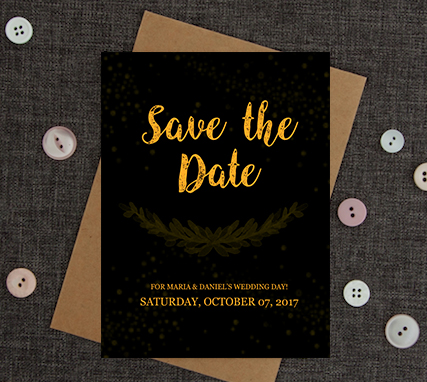 Save the
Date
FOR MARIA & DANIEL'S WEDDING DAY!
SATURDAY, OCTOBER 07, 2017